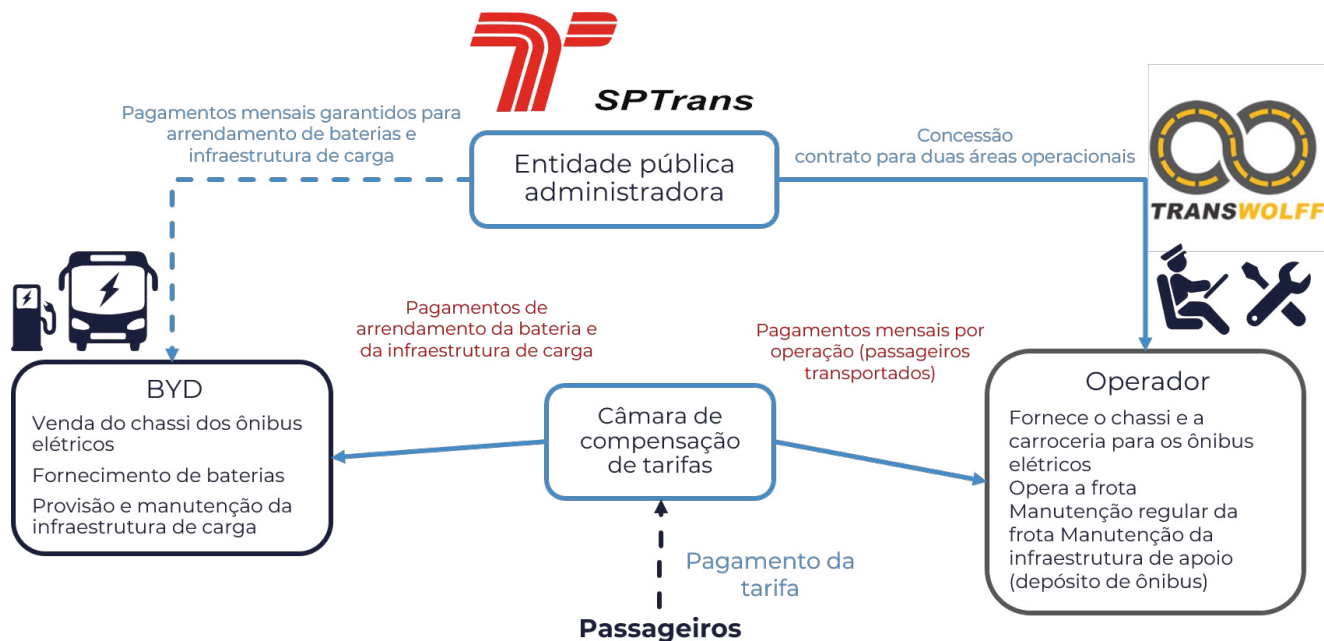 SPTrans
Pagamentos mensais garantidos para
arrendamento de baterias e
infraestrutura de carga
Entidade pública
administradora
Concessão
contrato para duas áreas operacionais
TRANSWOLFF
Pagamentos de
arrendamento da bateria e
da infraestrutura de carga
Pagamentos mensais por
operação (passageiros
transportados)
BYD
Venda do chassi dos ônibus
elétricos
Fornecimento de baterias
Provisão e manutenção da
infraestrutura de carga
Câmara de
compensação
de tarifas
Operador
Fornece o chassi e a
carroceria para os ônibus
elétricos
Opera a frota
Manutenção regular da
frota Manutenção da
infraestrutura de apoio
(depósito de ônibus)
Pagamento da
tarifa
Passageiros